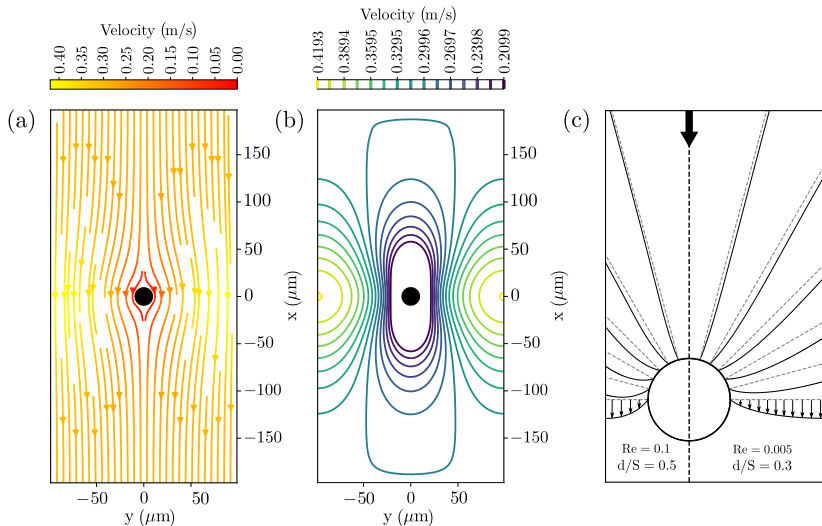 Velocity (m/s)
0.40 0.35 0.30 0.25 0.20 0.15 0.10 0.05 0.00
Velocity (m/s)
0.4193 0.3894 0.3595 0.3295 0.2996 0.2697 0.2398 0.2099
(a)
150
100
50
0
−50
−100
−150
x (μm)
−50 0 50
y (μm)
(b)
150
100
50
0
−50
−100
−150
x (μm)
−50 0 50
y (μm)
(c)
Re = 0.1
d/S = 0.5
Re = 0.005
d/S = 0.3